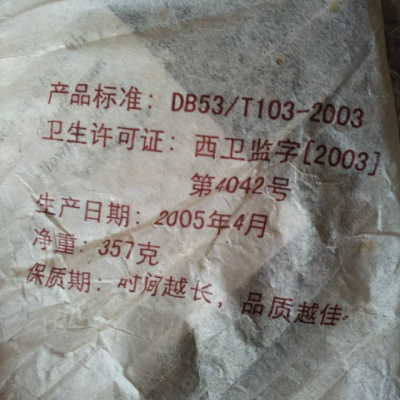 产品标准：DB53/T103-2003
卫生许可证：西卫监字[2003]
第4042号
生产日期：2005年4月
净重：357克
保质期：时间越长，品质越佳